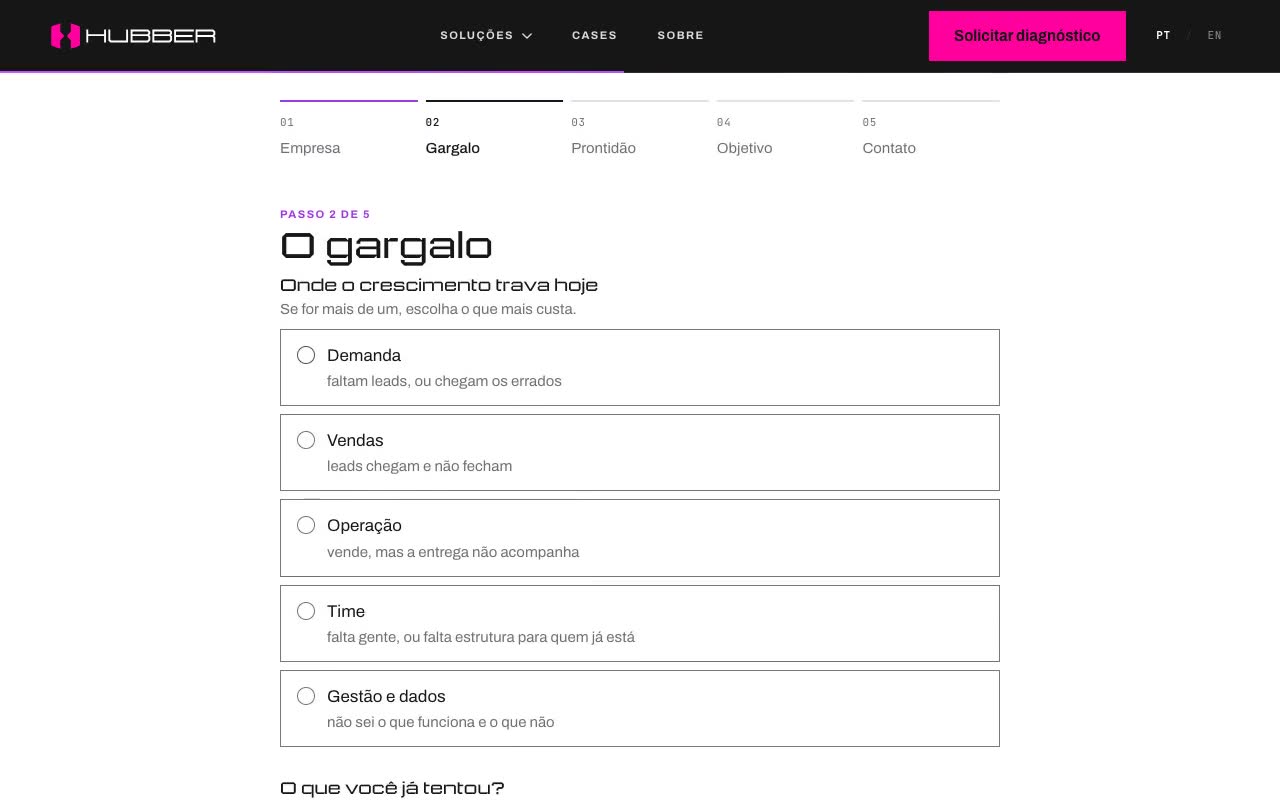 HUBBER
SOLUÇÕES
CASES
SOBRE
Solicitar diagnóstico
PT / EN
01
Empresa
02
Gargalo
03
Prontidão
04
Objetivo
05
Contato
PASSO 2 DE 5
O gargalo
Onde o crescimento trava hoje
Se for mais de um, escolha o que mais custa.
Demanda
faltam leads, ou chegam os errados
Vendas
leads chegam e não fecham
Operação
vende, mas a entrega não acompanha
Time
falta gente, ou falta estrutura para quem já está
Gestão e dados
não sei o que funciona e o que não
O que você já tentou?